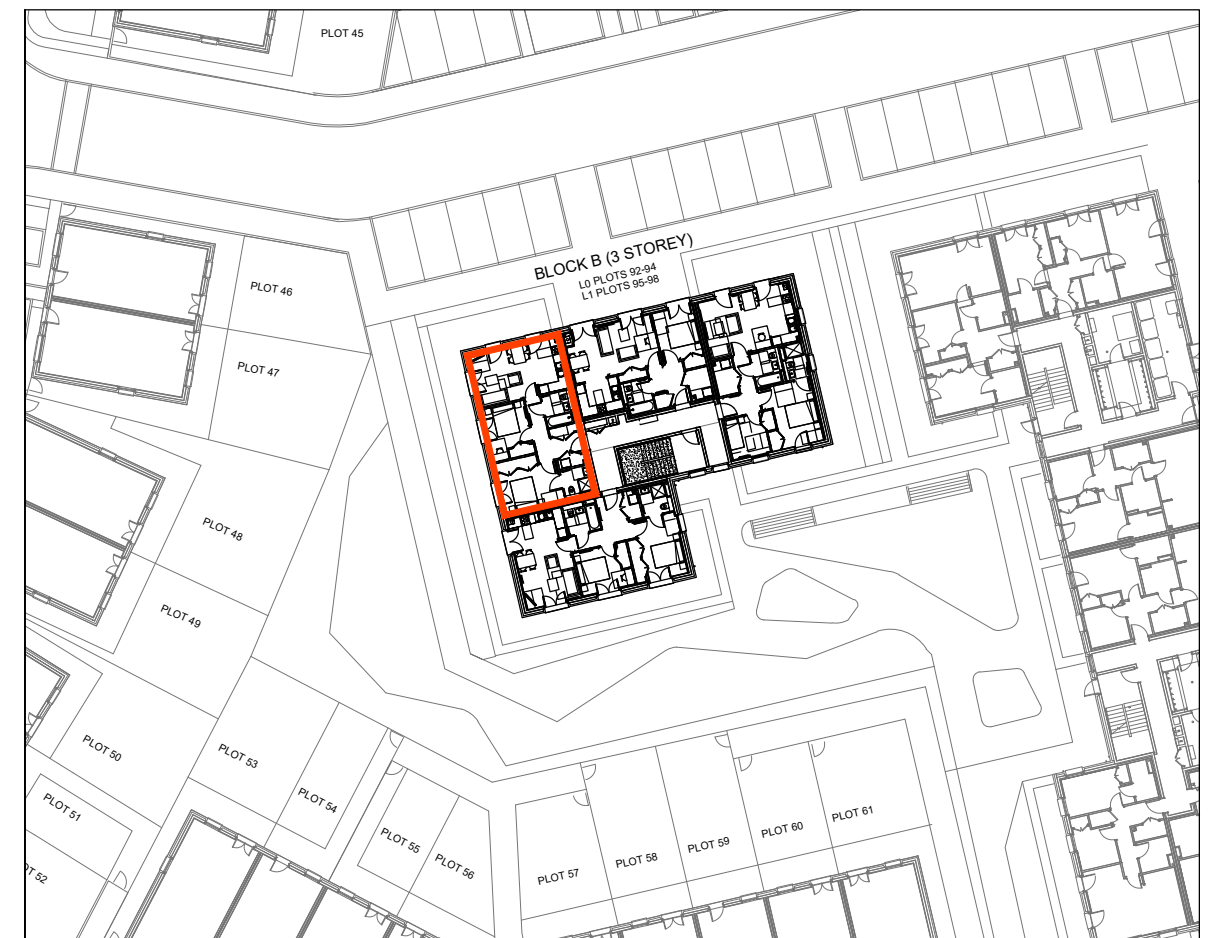 PLOT 45
BLOCK B (3 STOREY)
L0 PLOTS 92-94
L1 PLOTS 95-98
PLOT 46
PLOT 47
PLOT 48
PLOT 49
PLOT 50
PLOT 53
PLOT 51
PLOT 54
PLOT 55
PLOT 56
PLOT 57
PLOT 58
PLOT 59
PLOT 60
PLOT 61
OT 52